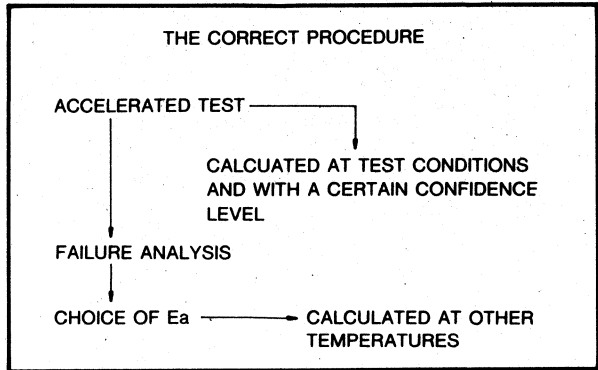 THE CORRECT PROCEDURE
ACCELERATED TEST
CALCUATED AT TEST CONDITIONS
AND WITH A CERTAIN CONFIDENCE
LEVEL
FAILURE ANALYSIS
CHOICE OF Ea
CALCULATED AT OTHER
TEMPERATURES